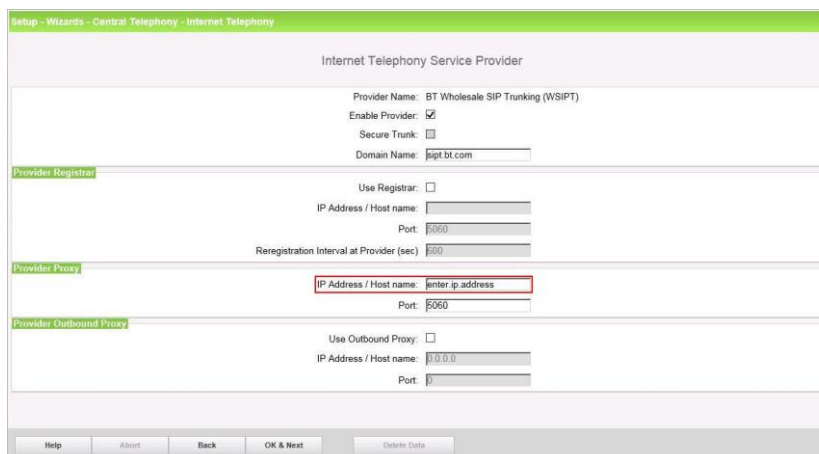 Setup - Wizards - Central Telephony - Internet Telephony
Internet Telephony Service Provider
Provider Name: BT Wholesale SIP Trunking (WSIPT)
Enable Provider:
Secure Trunk:
Domain Name: sipt.bt.com
Provider Registrar
Use Registrar:
IP Address / Host name:
Port: 5060
Reregistration Interval at Provider (sec) 600
Provider Proxy
IP Address / Host name: enter.ip.address
Port: 5060
Provider Outbound Proxy
Use Outbound Proxy:
IP Address / Host name: 0.0.0.0
Port: 0
Help Abort Back OK & Next Delete Data